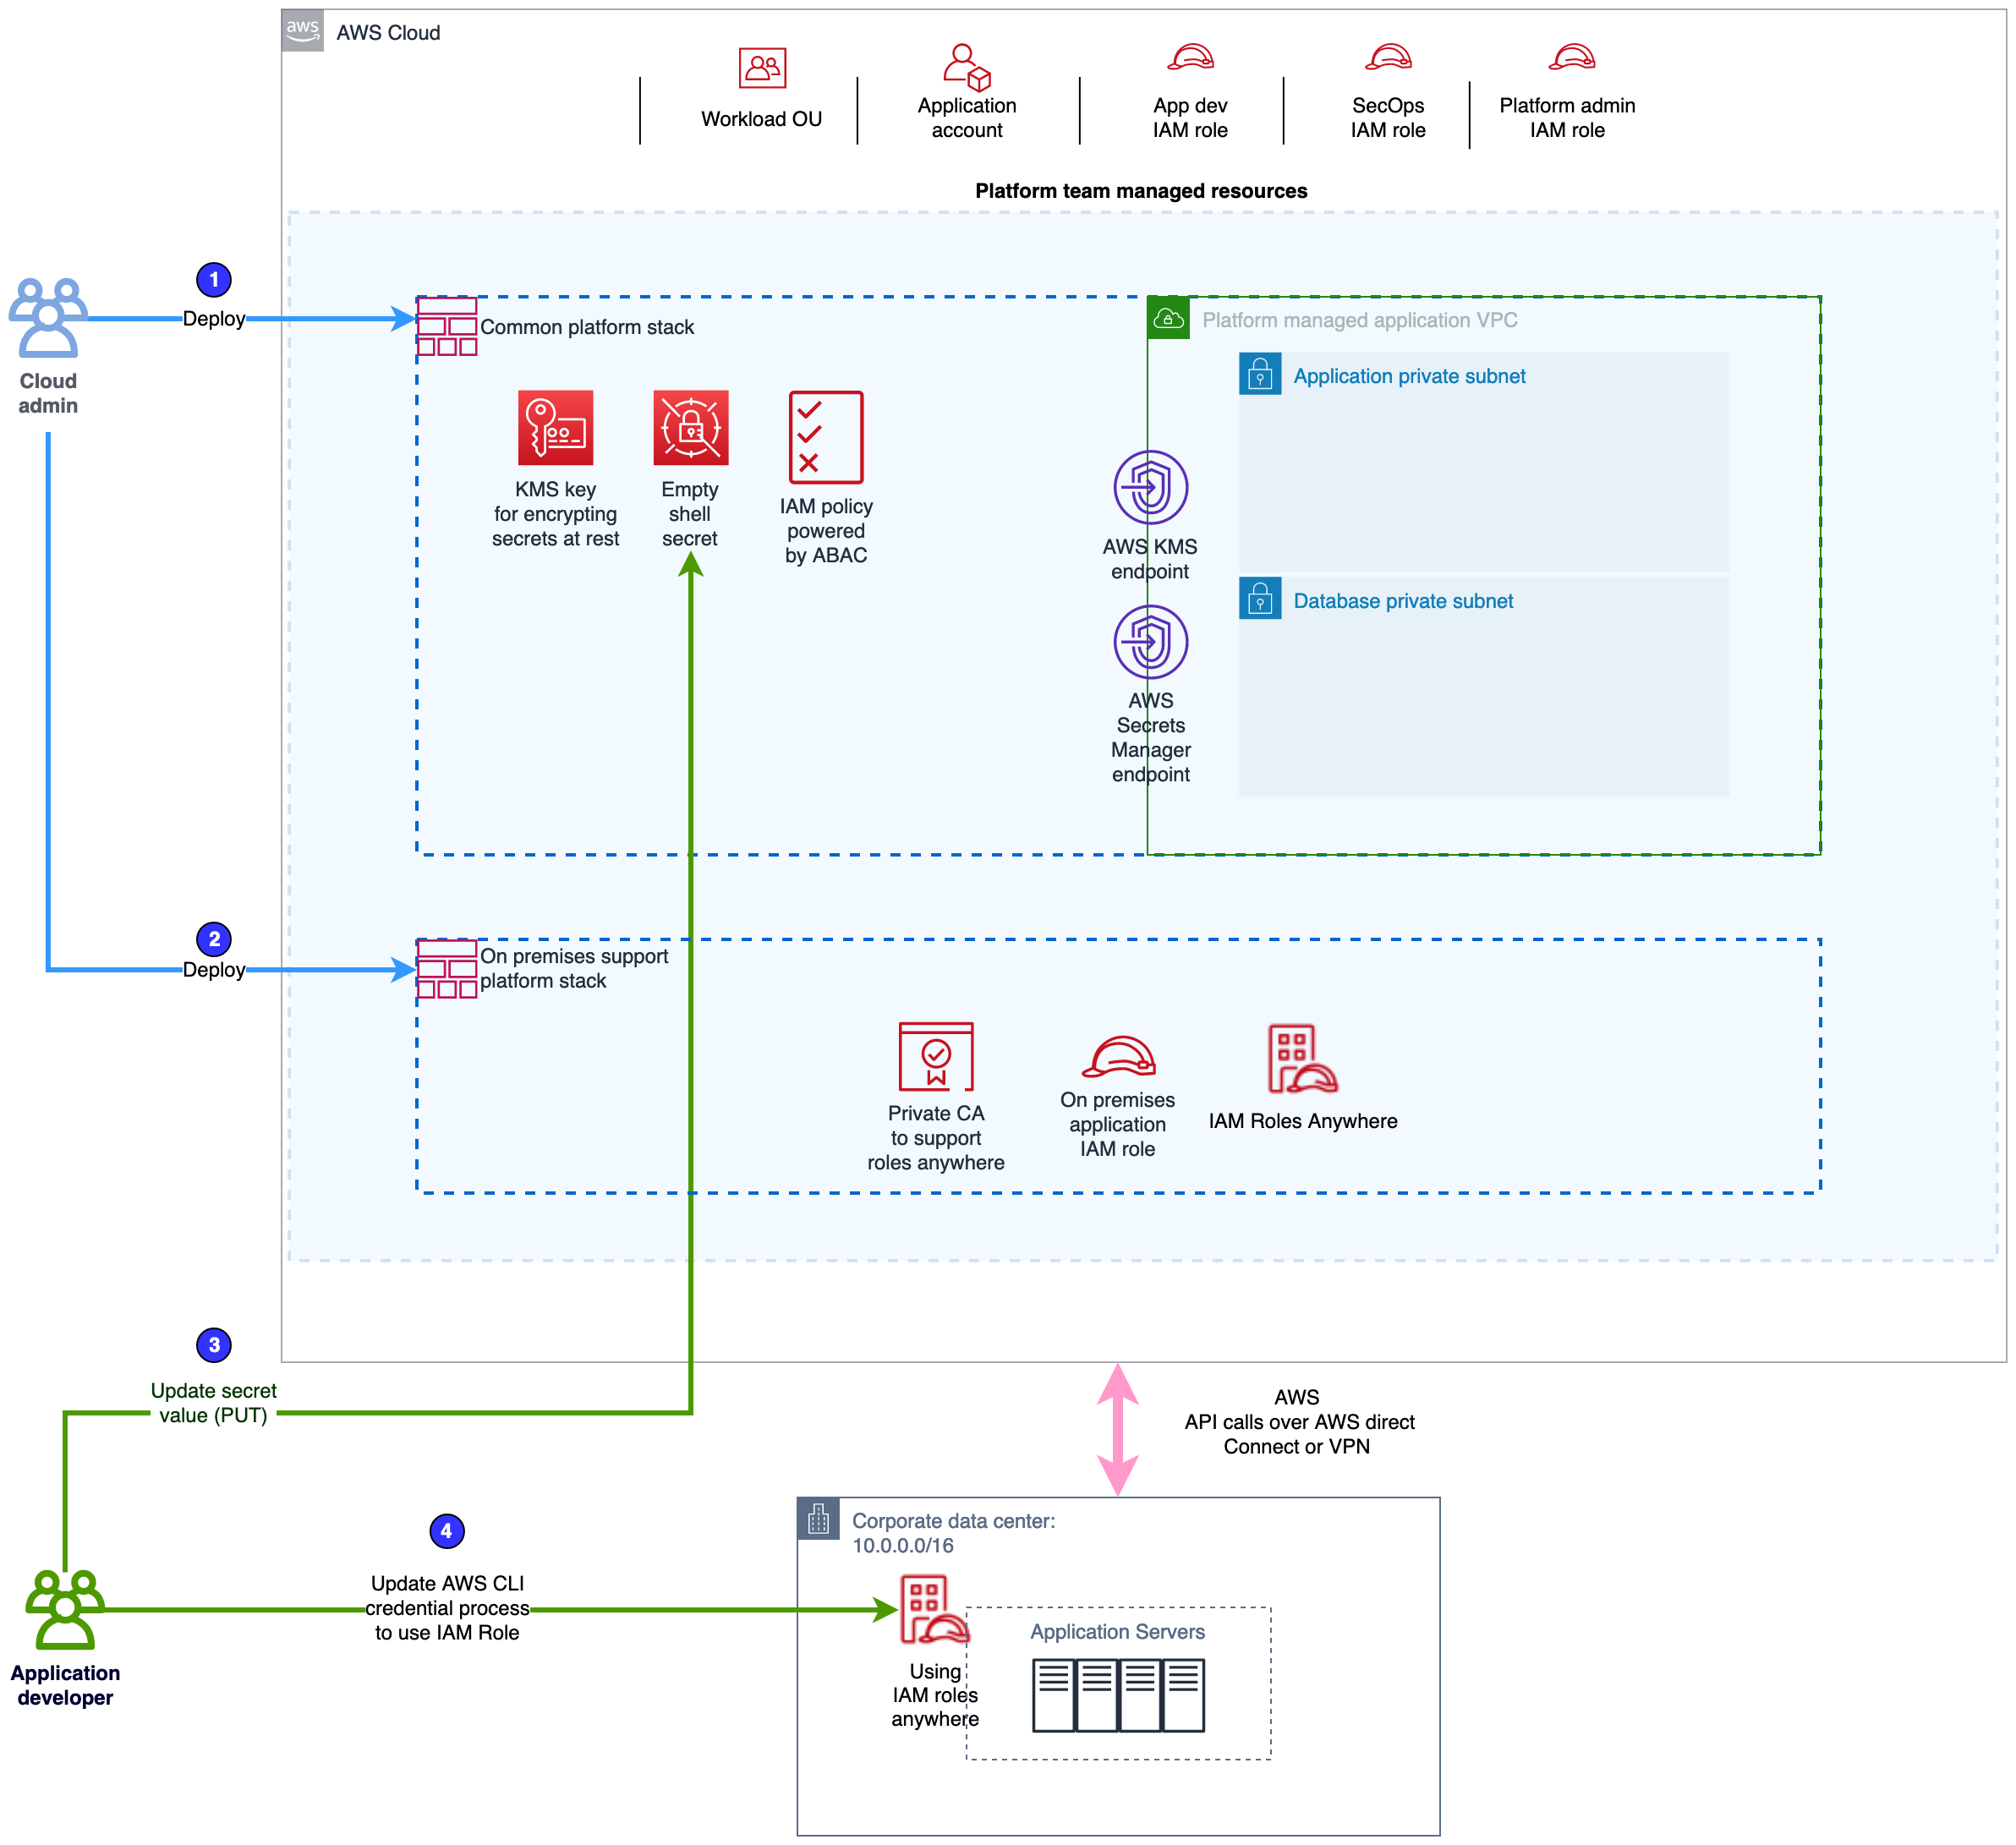 aws
AWS Cloud
Workload OU
Application
account
App dev
IAM role
SecOps
IAM role
Platform admin
IAM role
Platform team managed resources
1
Deploy
Cloud
admin
Common platform stack
KMS key
for encrypting
secrets at rest
Empty
shell
secret
IAM policy
powered
by ABAC
Platform managed application VPC
Application private subnet
AWS KMS
endpoint
Database private subnet
AWS
Secrets
Manager
endpoint
2
Deploy
On premises support
platform stack
Private CA
to support
roles anywhere
On premises
application
IAM role
IAM Roles Anywhere
3
Update secret
value (PUT)
AWS
API calls over AWS direct
Connect or VPN
4
Update AWS CLI
credential process
to use IAM Role
Application
developer
Corporate data center:
10.0.0.0/16
Using
IAM roles
anywhere
Application Servers